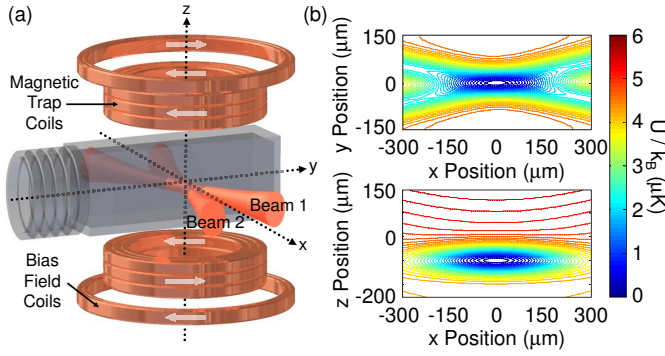 (a)
z
Magnetic
Trap
Coils
y
Beam 1
Beam 2
x
Bias
Field
Coils
(b)
150
0
-150
y Position (μm)
-300 -150 0 150 300
x Position (μm)
150
0
-200
z Position (μm)
-300 -150 0 150 300
x Position (μm)
6
5
4
3
2
1
0
U / kB (μK)